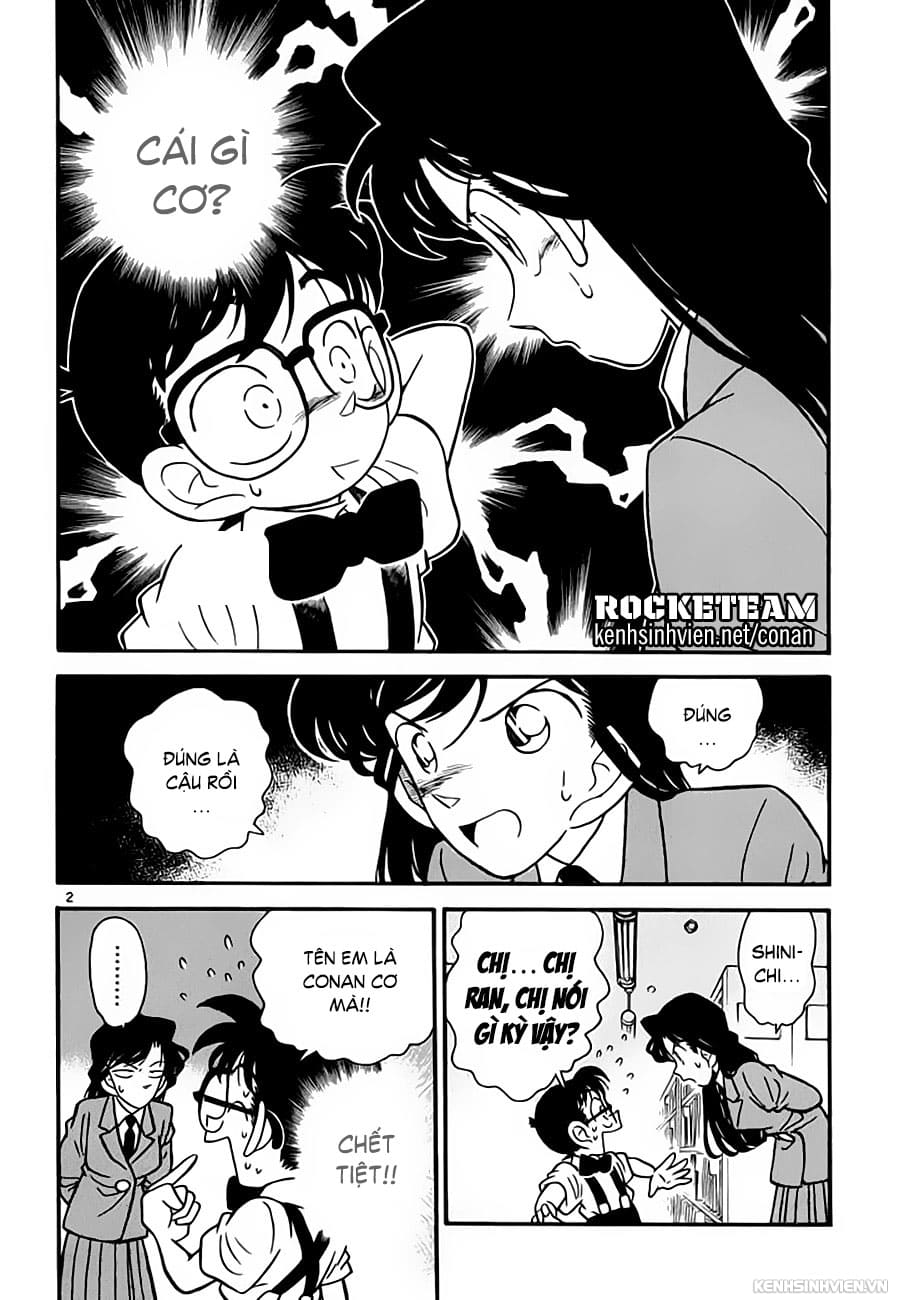 CÁI GÌ
CƠ?
ROCKETEAM
kenhsinhvien.net/conan
ĐÚNG
...
ĐÚNG LÀ
CẬU RỒI
...
2
SHINI-
CHI...
CHỊ... CHỊ
RAN, CHỊ NÓI
GÌ KỲ VẬY?
TÊN EM LÀ
CONAN CƠ
MÀ!!
CHẾT
TIỆT!!
.........
KENHSINHVIEN.VN